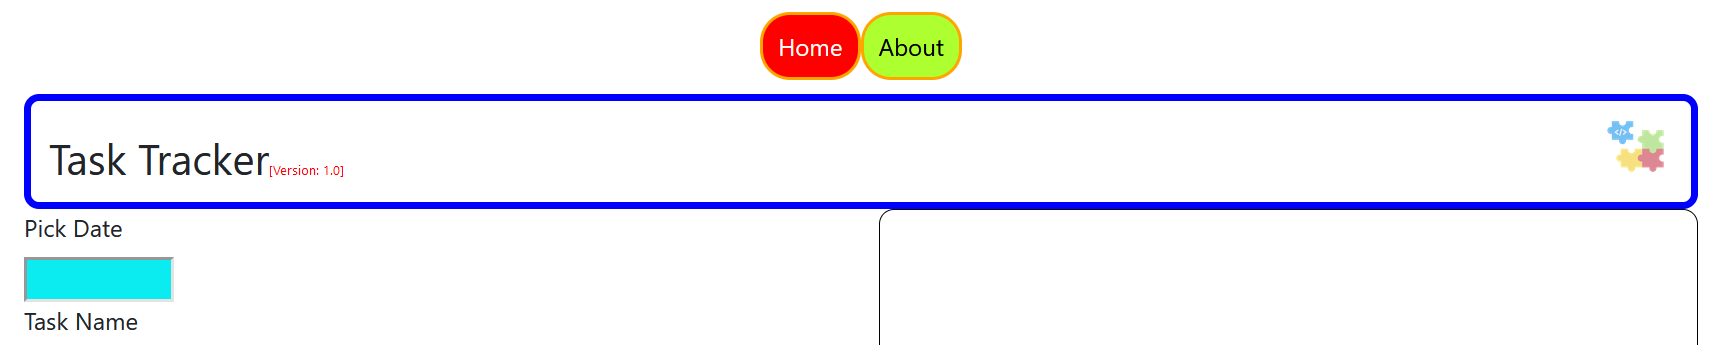 Home About
Task Tracker[Version: 1.0]
</>
Pick Date
Task Name